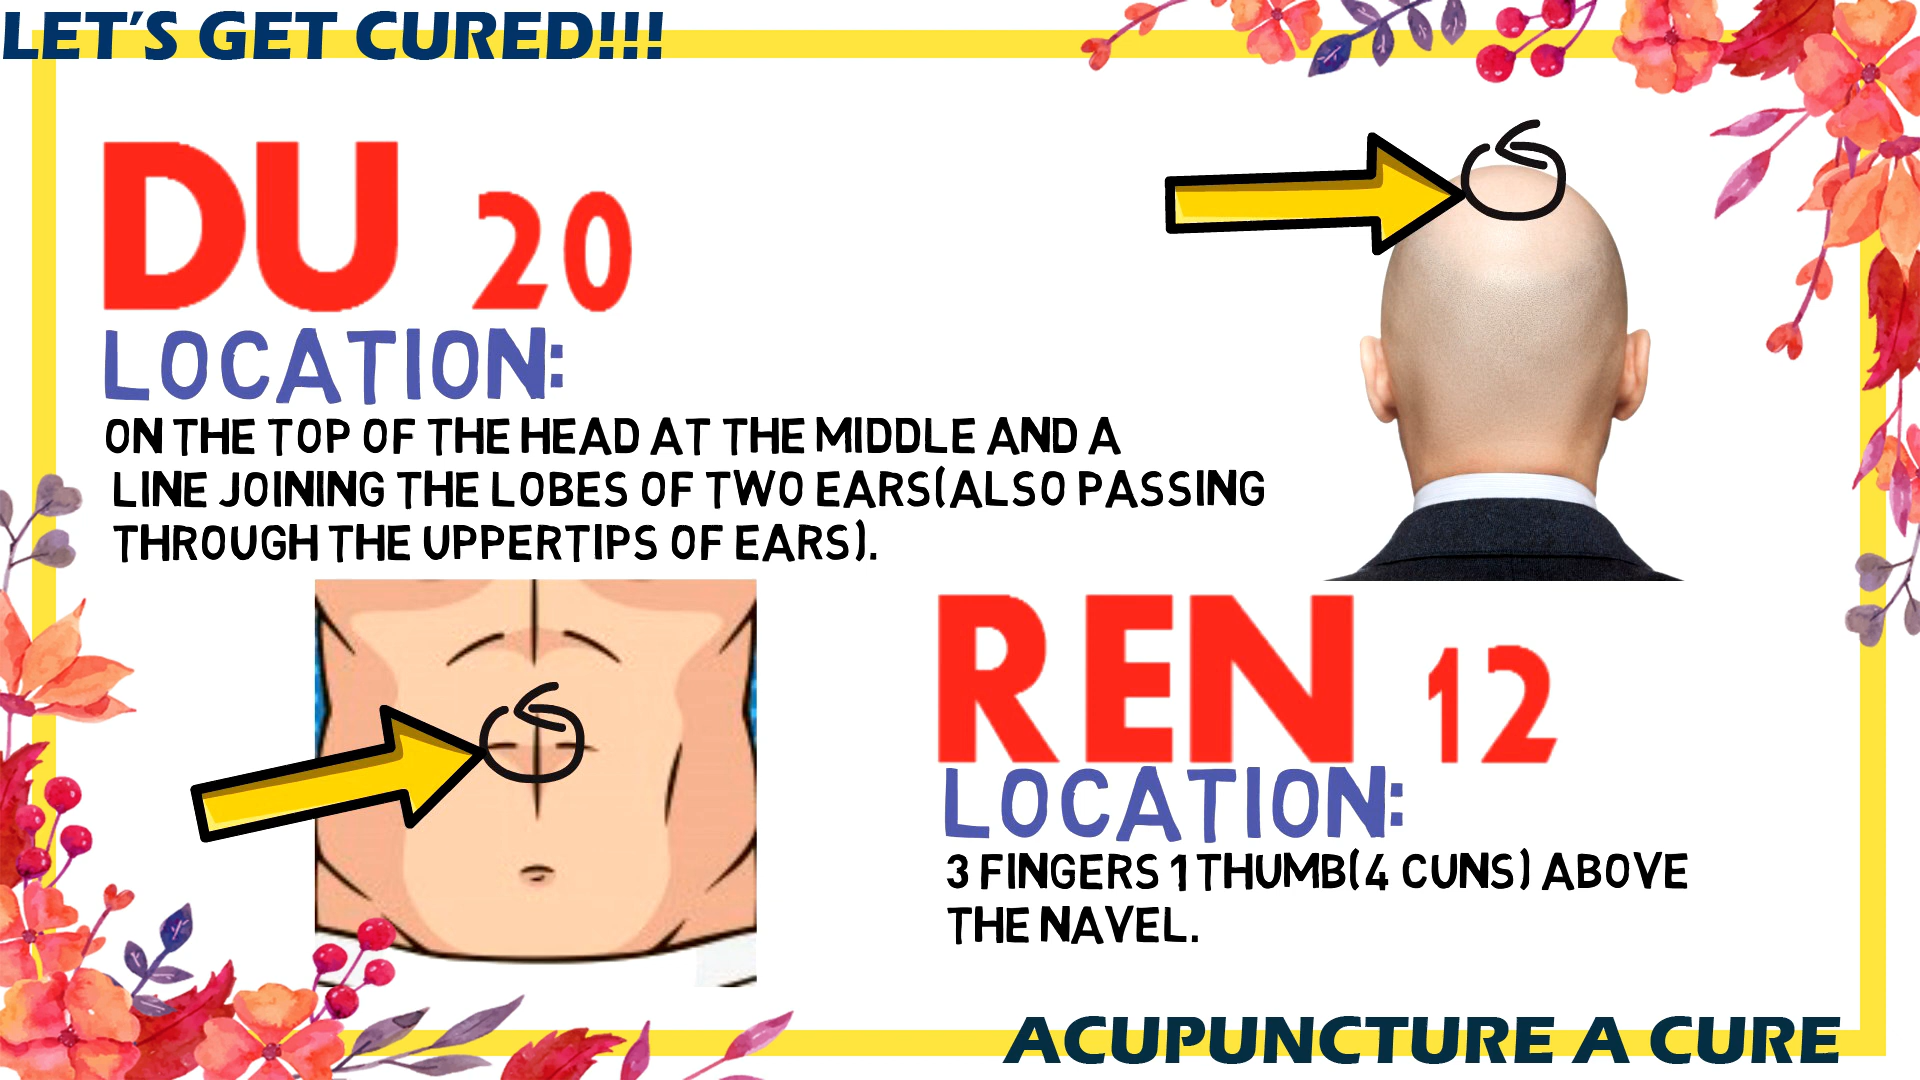 LET'S GET CURED!!!
DU 20
LOCATION:
ON THE TOP OF THE HEAD AT THE MIDDLE AND A
LINE JOINING THE LOBES OF TWO EARS(ALSO PASSING
THROUGH THE UPPERTIPS OF EARS).
REN 12
LOCATION:
3 FINGERS 1 THUMB(4 CUNS) ABOVE
THE NAVEL.
ACUPUNCTURE A CURE